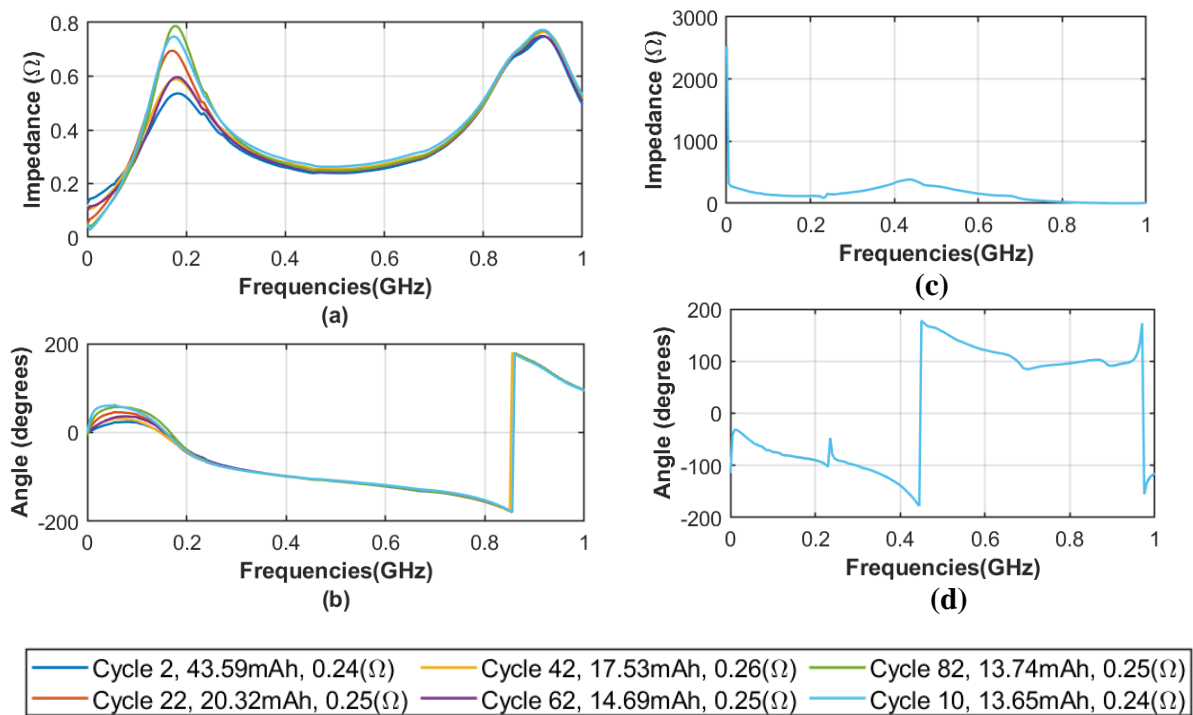 0.8
0.6
0.4
0.2
0
Impedance (Ω)
0 0.2 0.4 0.6 0.8 1
Frequencies(GHz)
(a)
3000
2000
1000
0
Impedance (Ω)
0 0.2 0.4 0.6 0.8 1
Frequencies(GHz)
(c)
200
0
-200
Angle (degrees)
0 0.2 0.4 0.6 0.8 1
Frequencies(GHz)
(b)
200
100
0
-100
-200
Angle (degrees)
0 0.2 0.4 0.6 0.8 1
Frequencies(GHz)
(d)
Cycle 2, 43.59mAh, 0.24(Ω) Cycle 42, 17.53mAh, 0.26(Ω) Cycle 82, 13.74mAh, 0.25(Ω)
Cycle 22, 20.32mAh, 0.25(Ω) Cycle 62, 14.69mAh, 0.25(Ω) Cycle 10, 13.65mAh, 0.24(Ω)